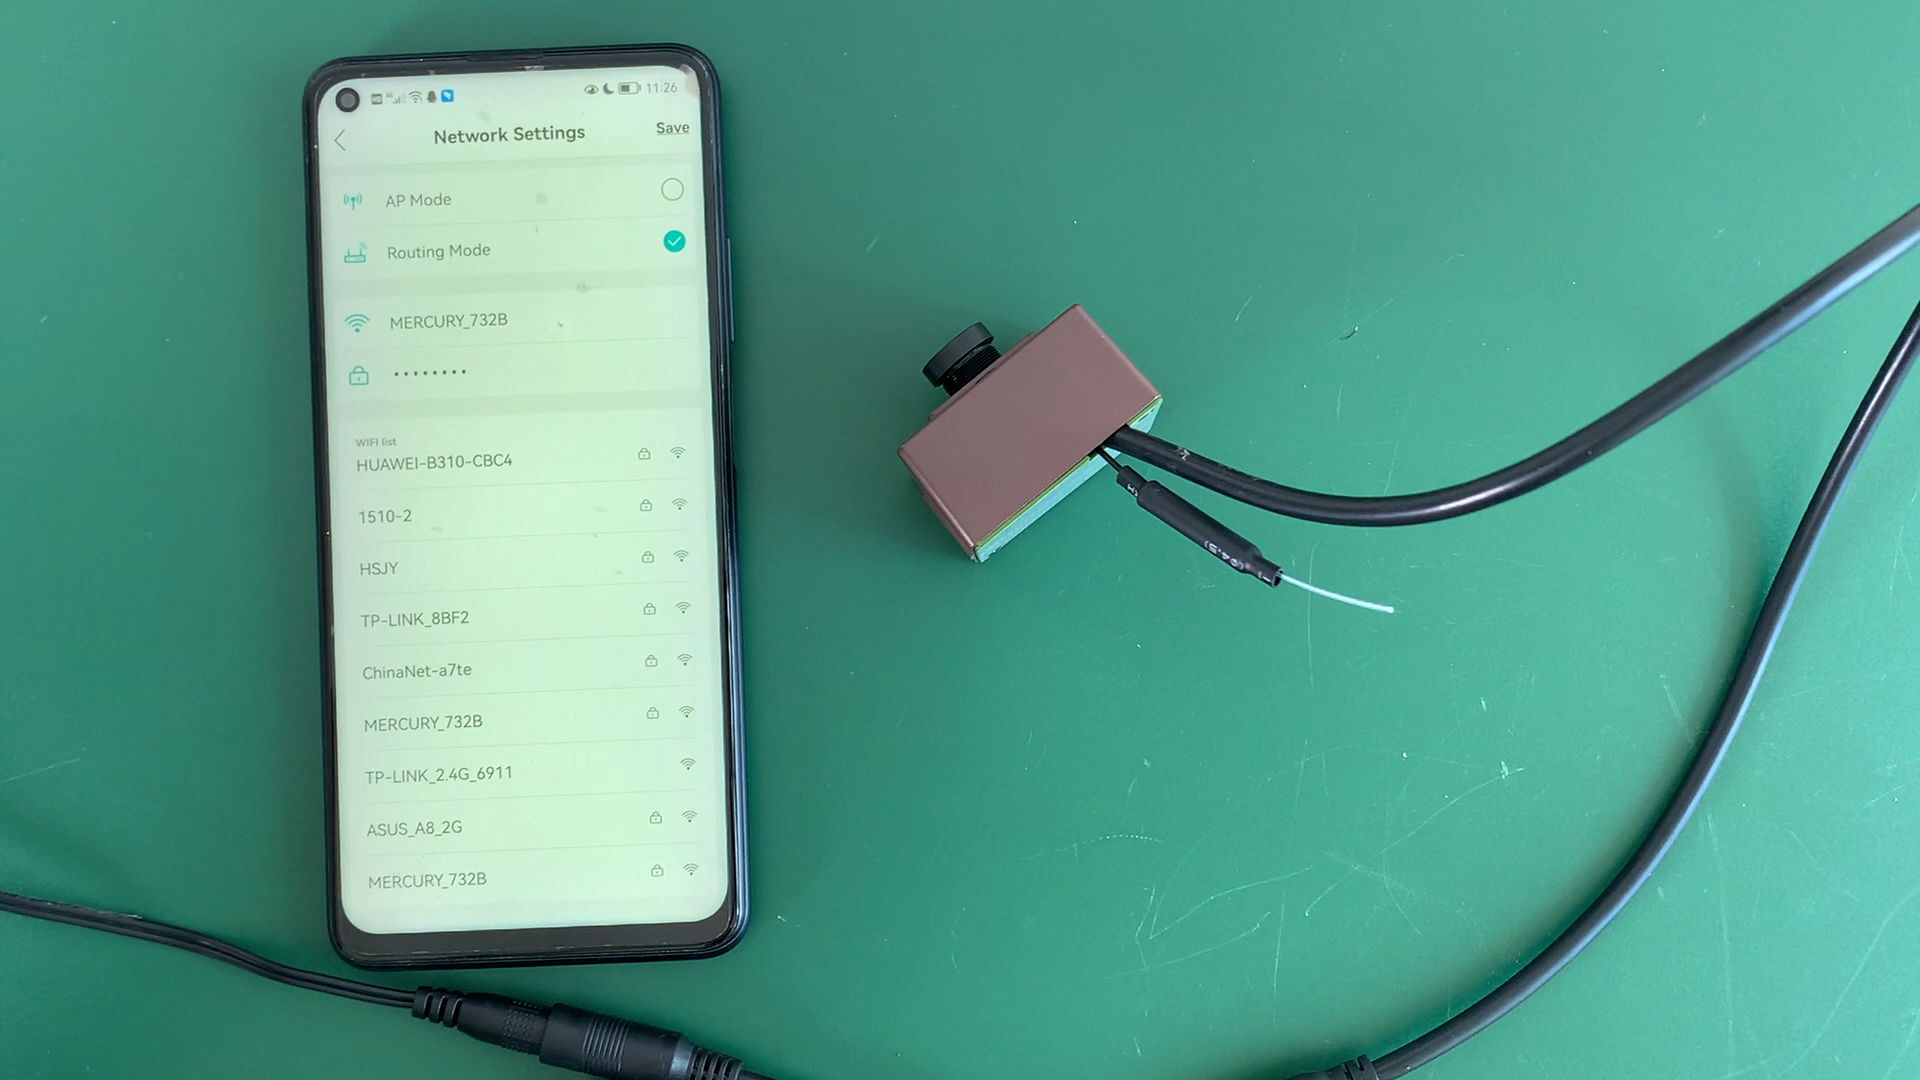 11:26
Network Settings
Save
AP Mode
Routing Mode
MERCURY_732B
••••••••
WIFI list
HUAWEI-B310-CBC4
1510-2
HSJY
TP-LINK_8BF2
ChinaNet-a7te
MERCURY_732B
TP-LINK_2.4G_6911
ASUS_A8_2G
MERCURY_732B